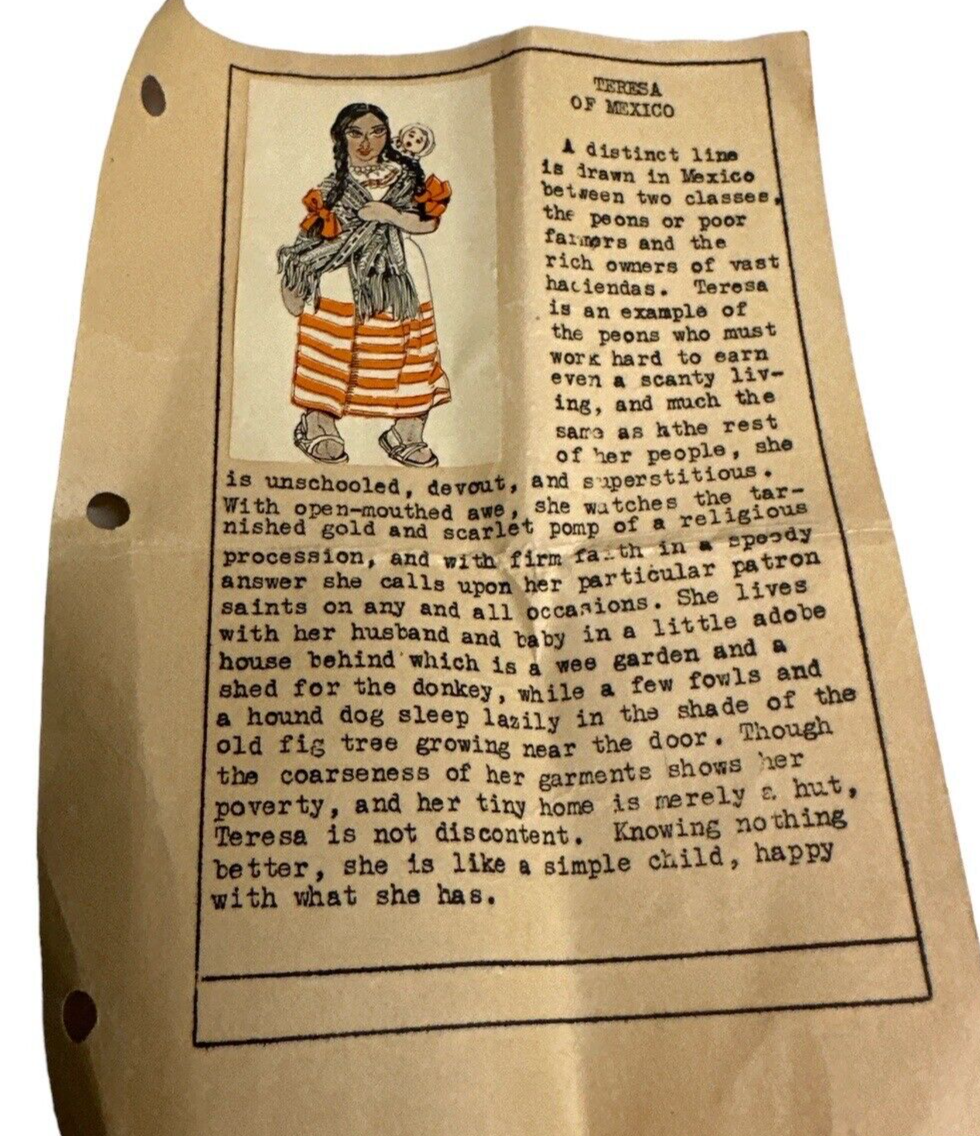 TERESA
OF MEXICO
A distinct line
is drawn in Mexico
between two classes,
the peons or poor
farmers and the
rich owners of vast
haciendas. Teresa
is an example of
the peons who must
work hard to earn
even a scanty liv-
ing, and much the
same as hthe rest
of her people, she
is unschooled, devout, and superstitious.
With open-mouthed awe, she watches the tar-
nished gold and scarlet pomp of a religious
procession, and with firm faith in a speedy
answer she calls upon her particular patron
saints on any and all occasions. She lives
with her husband and baby in a little adobe
house behind which is a wee garden and a
shed for the donkey, while a few fowls and
a hound dog sleep lazily in the shade of the
old fig tree growing near the door. Though
the coarseness of her garments shows her
poverty, and her tiny home is merely a hut,
Teresa is not discontent. Knowing nothing
better, she is like a simple child, happy
with what she has.